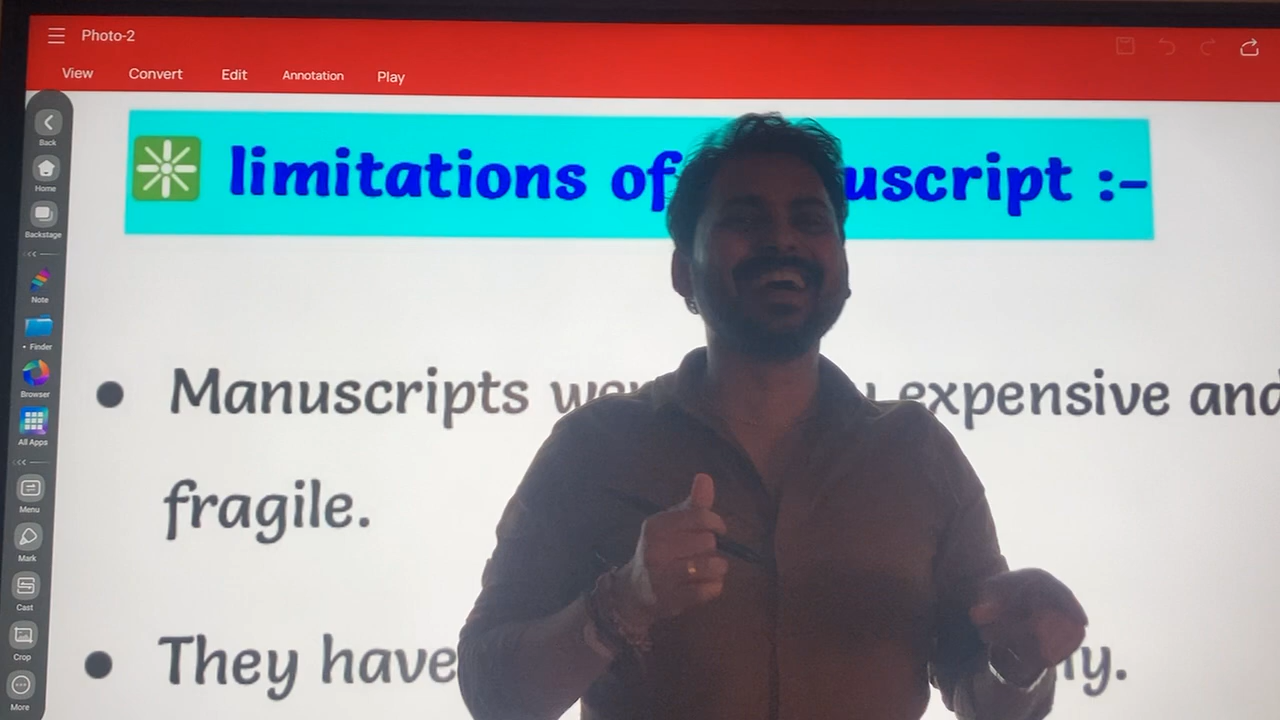 Photo-2
View Convert Edit Annotation Play
Back
Home
Backstage
Note
Finder
Browser
All Apps
Menu
Mark
Cast
Crop
More
limitations of uscript :-
Manuscripts expensive and
fragile.
They have